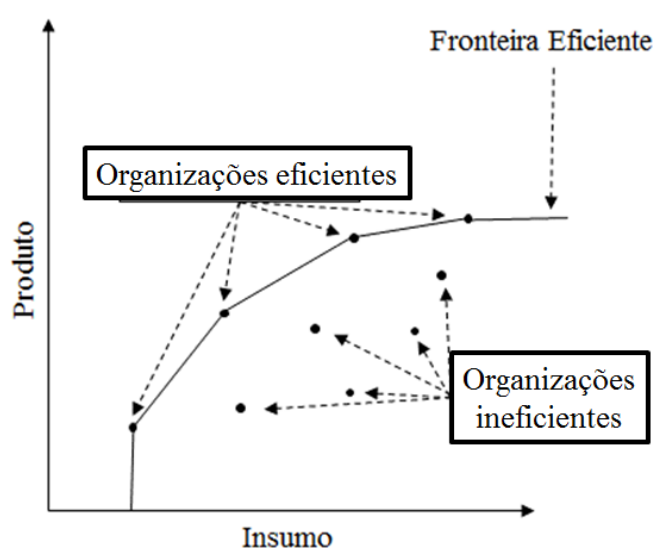 Fronteira Eficiente
Organizações eficientes
Produto
Organizações
ineficientes
Insumo